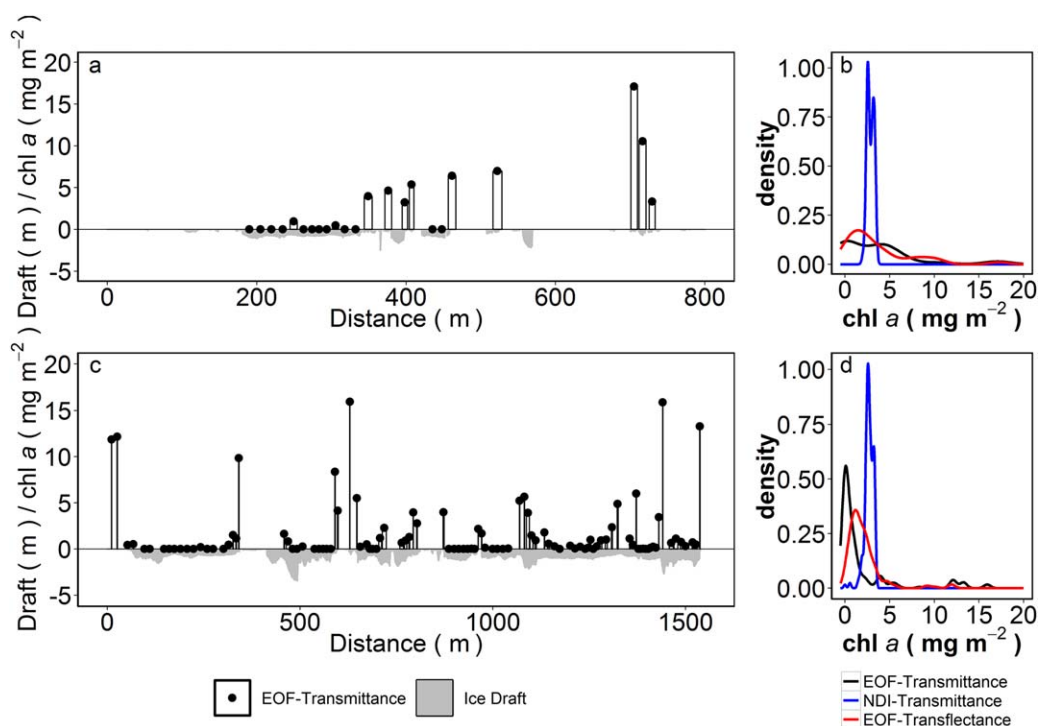 a
Draft ( m ) / chl a ( mg m−2 )
20
15
10
5
0
-5
0 200 400 600 800
Distance ( m )
b
density
1.00
0.75
0.50
0.25
0.00
0 5 10 15 20
chl a ( mg m−2 )
c
Draft ( m ) / chl a ( mg m−2 )
20
15
10
5
0
-5
0 500 1000 1500
Distance ( m )
d
density
1.00
0.75
0.50
0.25
0.00
0 5 10 15 20
chl a ( mg m−2 )
EOF-Transmittance Ice Draft
EOF-Transmittance
NDI-Transmittance
EOF-Transflectance